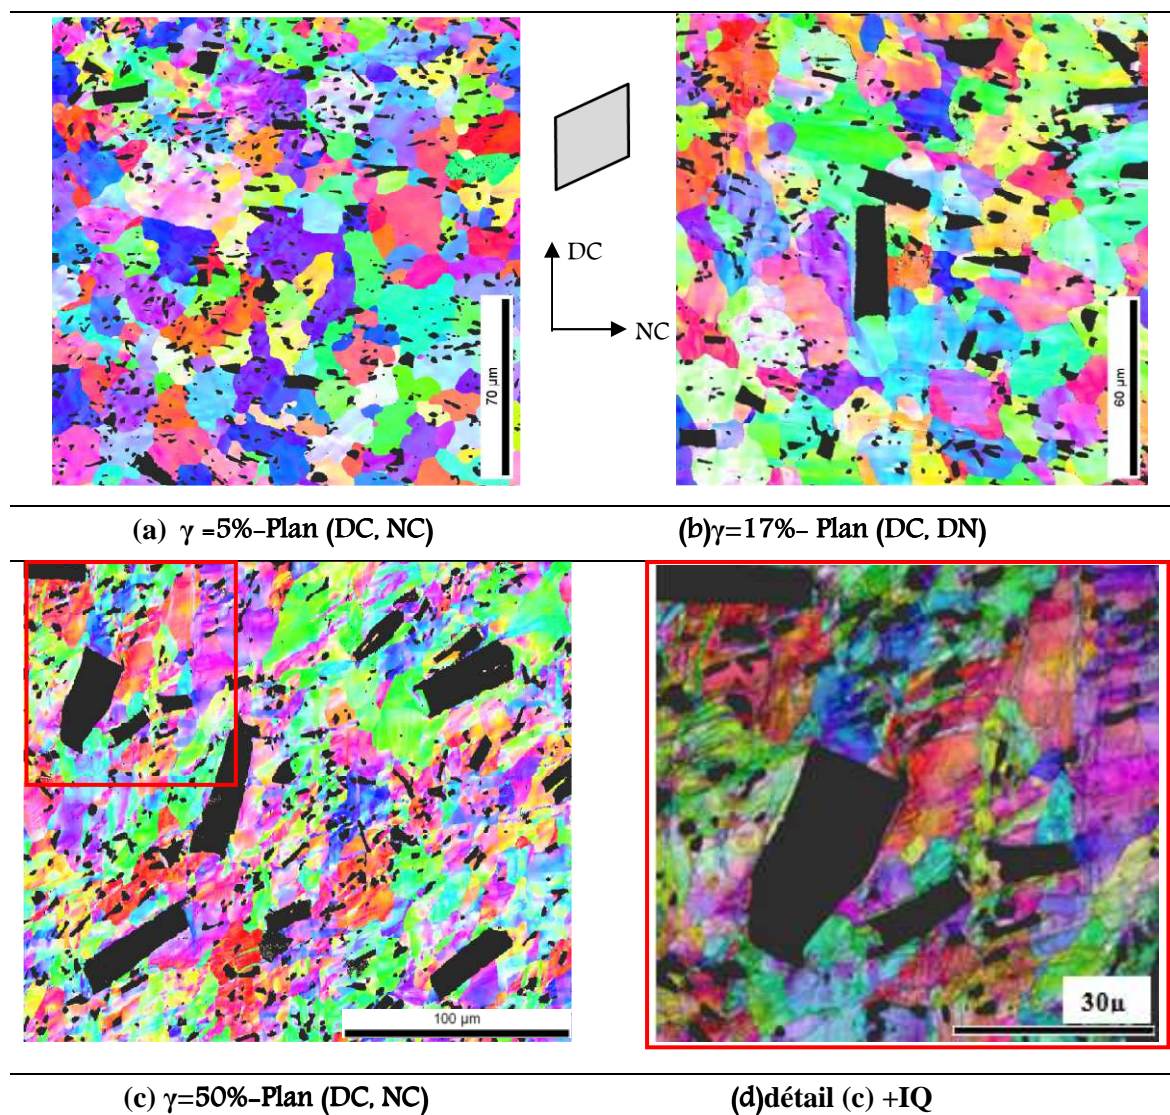 DC
NC
70 µm
60 µm
(a) γ =5%-Plan (DC, NC)
(b)γ=17%- Plan (DC, DN)
100 µm
30µ
(c) γ=50%-Plan (DC, NC)
(d)détail (c) +IQ